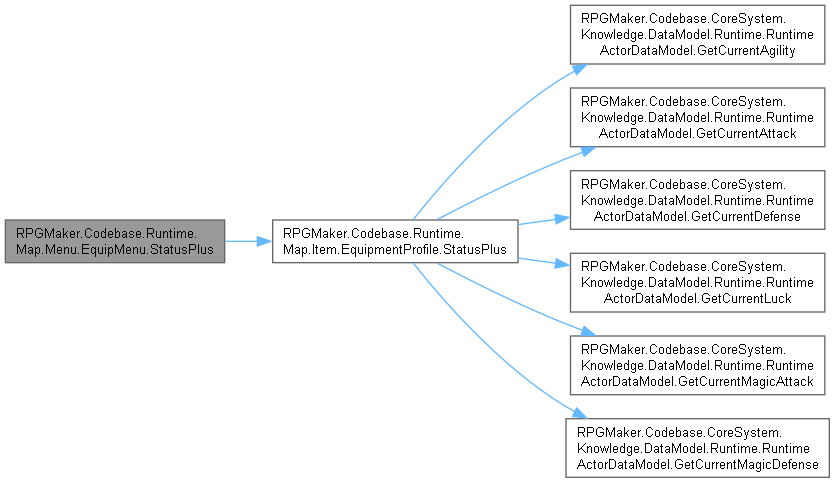 RPGMaker.Codebase.Runtime.
Map.Menu.EquipMenu.StatusPlus
RPGMaker.Codebase.Runtime.
Map.Item.EquipmentProfile.StatusPlus
RPGMaker.Codebase.CoreSystem.
Knowledge.DataModel.Runtime.Runtime
ActorDataModel.GetCurrentAgility
RPGMaker.Codebase.CoreSystem.
Knowledge.DataModel.Runtime.Runtime
ActorDataModel.GetCurrentAttack
RPGMaker.Codebase.CoreSystem.
Knowledge.DataModel.Runtime.Runtime
ActorDataModel.GetCurrentDefense
RPGMaker.Codebase.CoreSystem.
Knowledge.DataModel.Runtime.Runtime
ActorDataModel.GetCurrentLuck
RPGMaker.Codebase.CoreSystem.
Knowledge.DataModel.Runtime.Runtime
ActorDataModel.GetCurrentMagicAttack
RPGMaker.Codebase.CoreSystem.
Knowledge.DataModel.Runtime.Runtime
ActorDataModel.GetCurrentMagicDefense